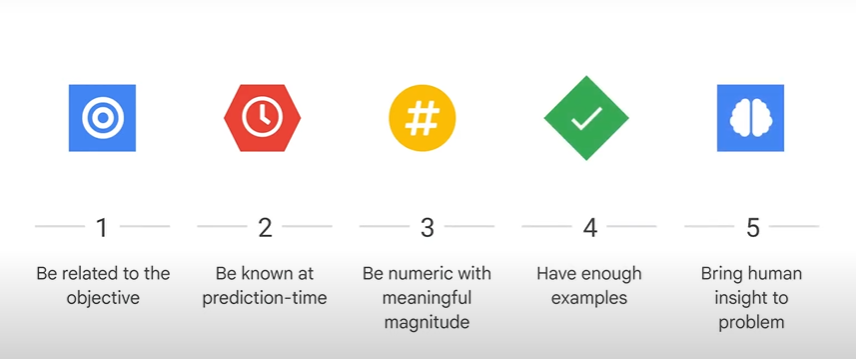 #
1
Be related to the
objective
2
Be known at
prediction-time
3
Be numeric with
meaningful
magnitude
4
Have enough
examples
5
Bring human
insight to
problem